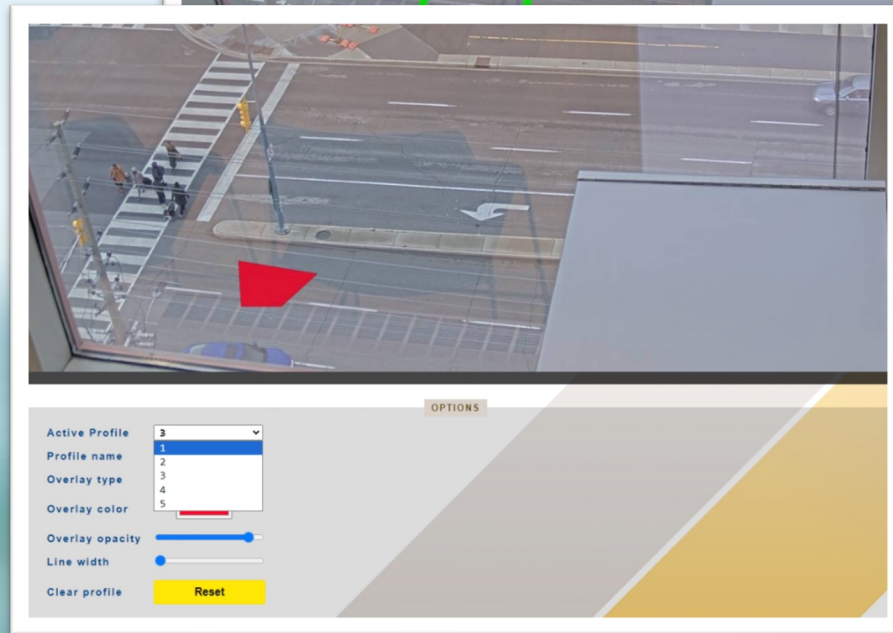 OPTIONS
Active Profile 3
1
Profile name
2
Overlay type
3
4
5
Overlay color
Overlay opacity
Line width
Clear profile Reset